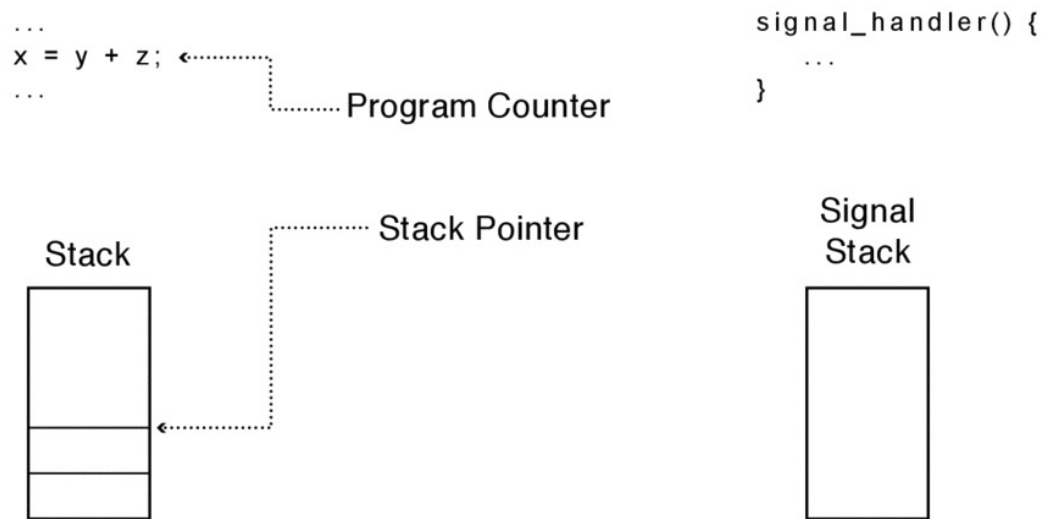 ...
x = y + z;
...
Program Counter
signal_handler() {
...
}
Stack Pointer
Stack
Signal
Stack